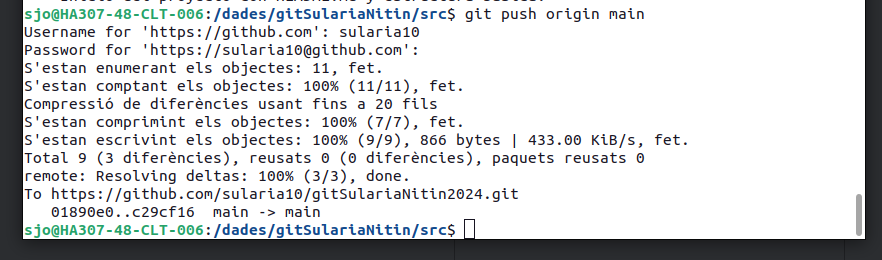 sjo@HA307-48-CLT-006:/dades/gitSulariaNitin/src$ git push origin main
Username for 'https://github.com': sularia10
Password for 'https://sularia10@github.com':
S'estan enumerant els objectes: 11, fet.
S'estan comptant els objectes: 100% (11/11), fet.
Compressió de diferències usant fins a 20 fils
S'estan comprimint els objectes: 100% (7/7), fet.
S'estan escrivint els objectes: 100% (9/9), 866 bytes | 433.00 KiB/s, fet.
Total 9 (3 diferències), reusats 0 (0 diferències), paquets reusats 0
remote: Resolving deltas: 100% (3/3), done.
To https://github.com/sularia10/gitSulariaNitin2024.git
01890e0..c29cf16  main -> main
sjo@HA307-48-CLT-006:/dades/gitSulariaNitin/src$